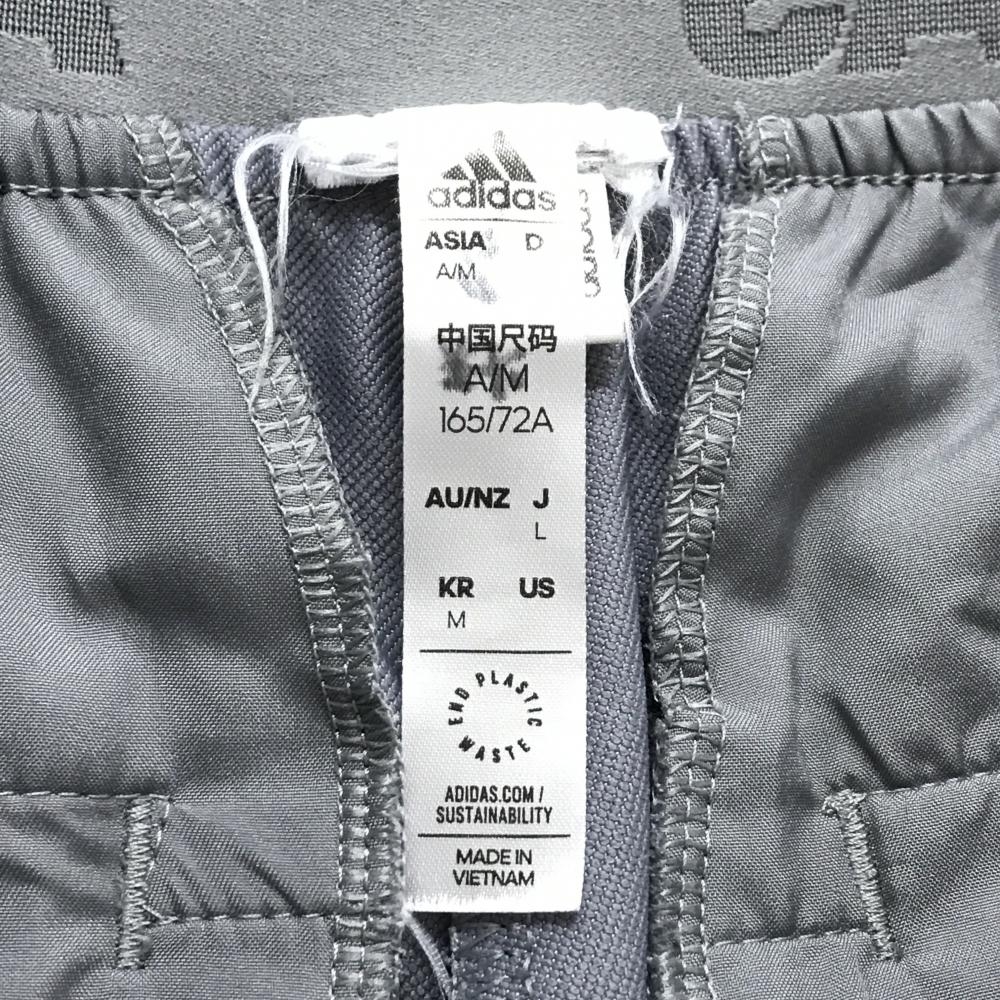 adidas
ASIA D
A/M
adidas
中国尺码
A/M
165/72A
AU/NZ J
L
KR US
M
END PLASTIC WASTE
ADIDAS.COM /
SUSTAINABILITY
MADE IN
VIETNAM